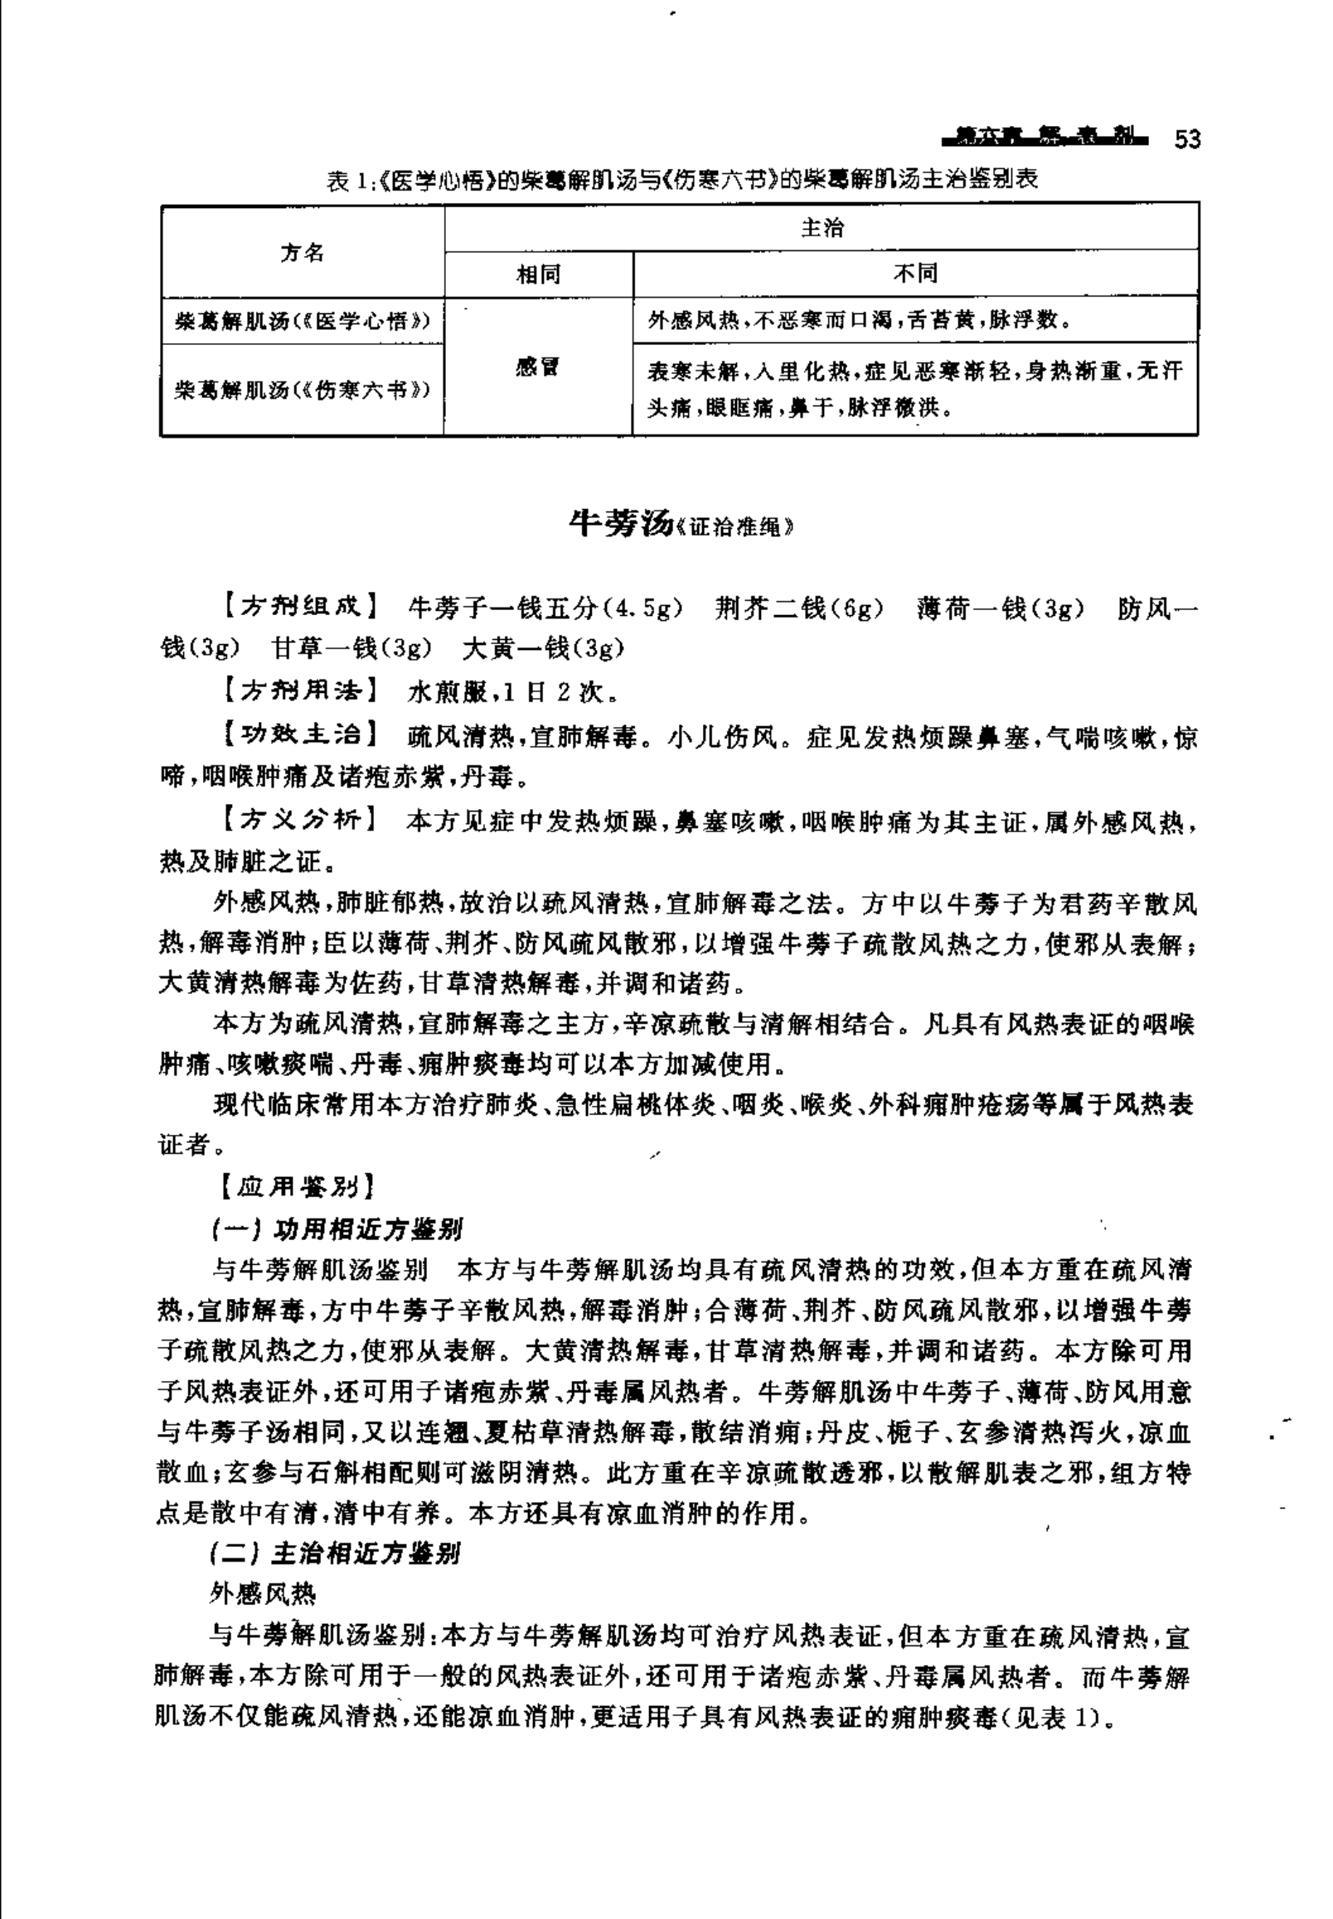 第六章 解表剂 53
表 1:《医学心悟》的柴葛解肌汤与《伤寒六书》的柴葛解肌汤主治鉴别表
方名
主治
相同
不同
柴葛解肌汤(《医学心悟》)
感冒
外感风热,不恶寒而口渴,舌苔黄,脉浮数。
柴葛解肌汤(《伤寒六书》)
表寒未解,入里化热,症见恶寒渐轻,身热渐重,无汗
头痛,眼眶痛,鼻干,脉浮微洪。
牛蒡汤《证治准绳》
【方剂组成】 牛蒡子一钱五分(4.5g) 荆芥二钱(6g) 薄荷一钱(3g) 防风一
钱(3g) 甘草一钱(3g) 大黄一钱(3g)
【方剂用法】 水煎服,1 日 2 次。
【功效主治】 疏风清热,宣肺解毒。小儿伤风。症见发热烦躁鼻塞,气喘咳嗽,惊
啼,咽喉肿痛及诸疱赤紫,丹毒。
【方义分析】 本方见症中发热烦躁,鼻塞咳嗽,咽喉肿痛为其主证,属外感风热,
热及肺脏之证。
外感风热,肺脏郁热,故治以疏风清热,宣肺解毒之法。方中以牛蒡子为君药辛散风
热,解毒消肿;臣以薄荷、荆芥、防风疏风散邪,以增强牛蒡子疏散风热之力,使邪从表解;
大黄清热解毒为佐药,甘草清热解毒,并调和诸药。
本方为疏风清热,宣肺解毒之主方,辛凉疏散与清解相结合。凡具有风热表证的咽喉
肿痛、咳嗽痰喘、丹毒、痈肿痰毒均可以本方加减使用。
现代临床常用本方治疗肺炎、急性扁桃体炎、咽炎、喉炎、外科痈肿疮疡等属于风热表
证者。
【应用鉴别】
(一) 功用相近方鉴别
与牛蒡解肌汤鉴别 本方与牛蒡解肌汤均具有疏风清热的功效,但本方重在疏风清
热,宣肺解毒,方中牛蒡子辛散风热,解毒消肿;合薄荷、荆芥、防风疏风散邪,以增强牛蒡
子疏散风热之力,使邪从表解。大黄清热解毒,甘草清热解毒,并调和诸药。本方除可用
子风热表证外,还可用子诸疱赤紫、丹毒属风热者。牛蒡解肌汤中牛蒡子、薄荷、防风用意
与牛蒡子汤相同,又以连翘、夏枯草清热解毒,散结消痈;丹皮、栀子、玄参清热泻火,凉血
散血;玄参与石斛相配则可滋阴清热。此方重在辛凉疏散透邪,以散解肌表之邪,组方特
点是散中有清,清中有养。本方还具有凉血消肿的作用。
(二) 主治相近方鉴别
外感风热
与牛蒡解肌汤鉴别:本方与牛蒡解肌汤均可治疗风热表证,但本方重在疏风清热,宣
肺解毒,本方除可用于一般的风热表证外,还可用于诸疱赤紫、丹毒属风热者。而牛蒡解
肌汤不仅能疏风清热,还能凉血消肿,更适用子具有风热表证的痈肿痰毒(见表 1)。